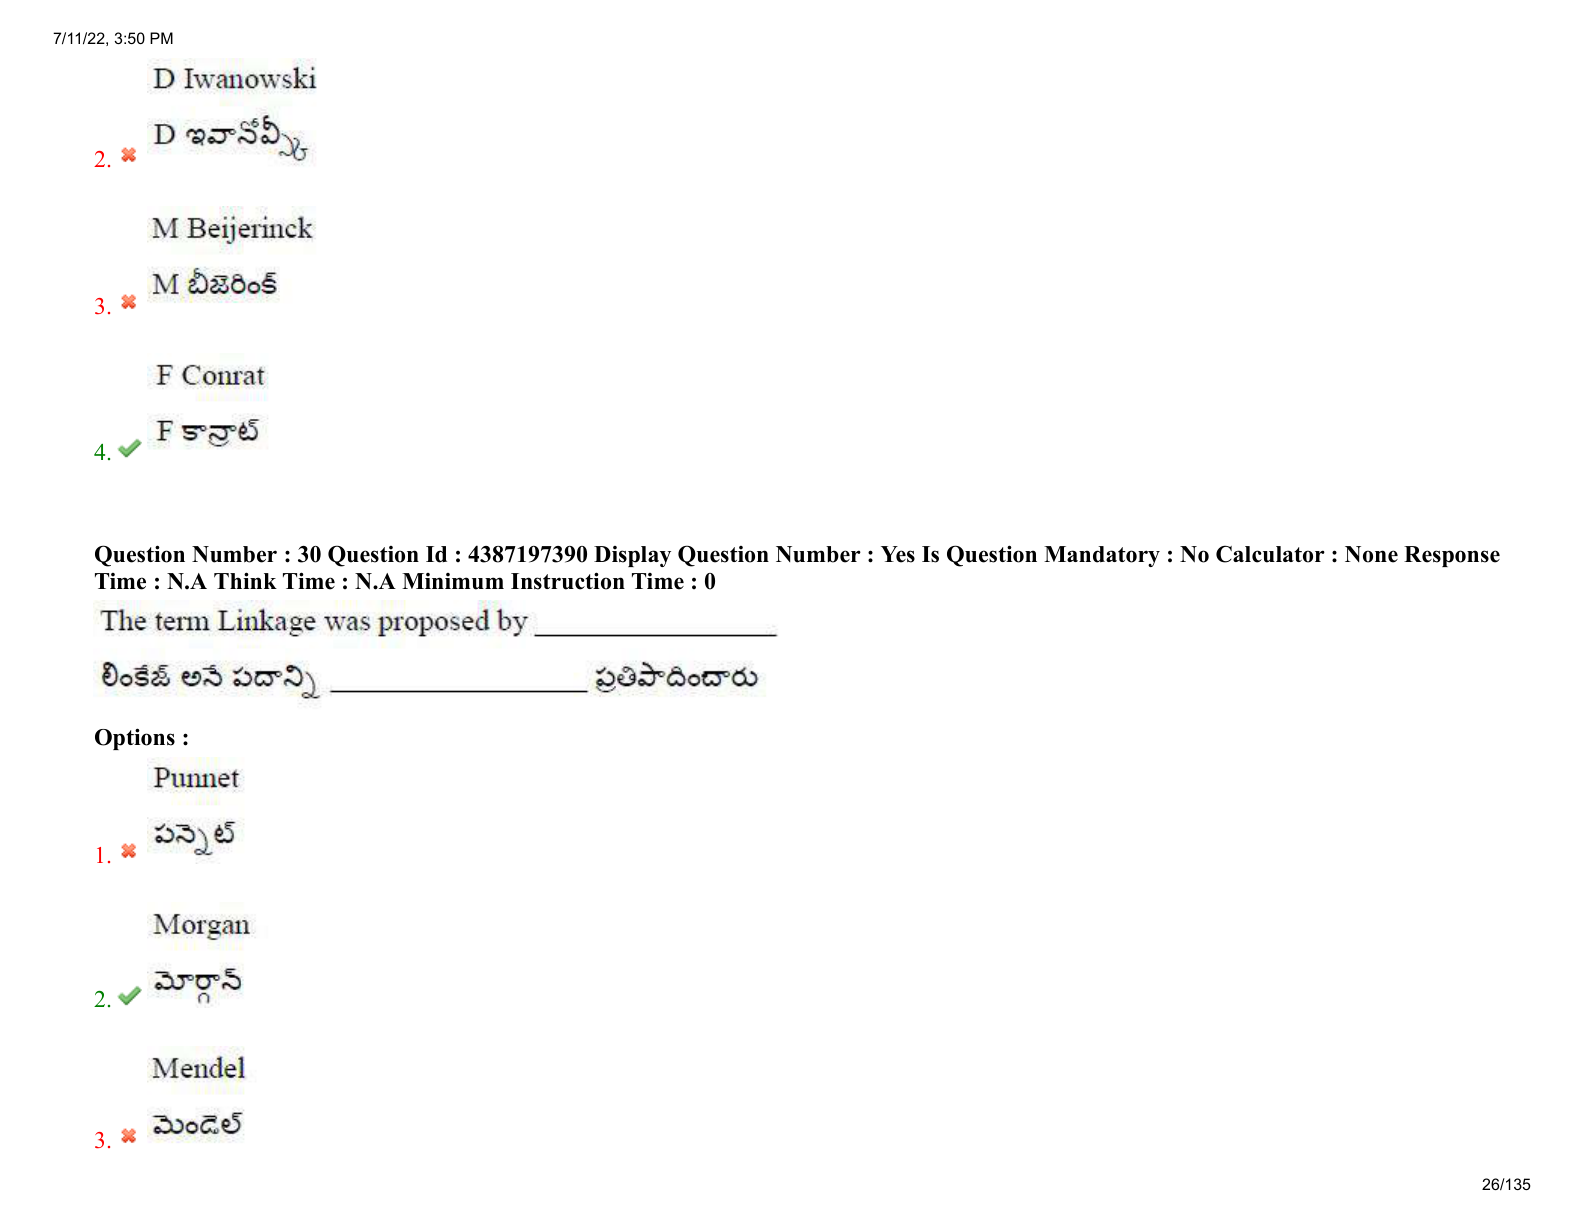 7/11/22, 3:50 PM
D Iwanowski
D ఇవానోవ్స్కీ
2.
M Beijerinck
M బీజెరింక్
3.
F Conrat
F కాన్రాట్
4.
Question Number : 30 Question Id : 4387197390 Display Question Number : Yes Is Question Mandatory : No Calculator : None Response
Time : N.A Think Time : N.A Minimum Instruction Time : 0
The term Linkage was proposed by ________________
లింకేజ్ అనే పదాన్ని _________________ ప్రతిపాదించారు
Options :
Punnet
పన్నెట్
1.
Morgan
మోర్గాన్
2.
Mendel
మెండెల్
3.
26/135